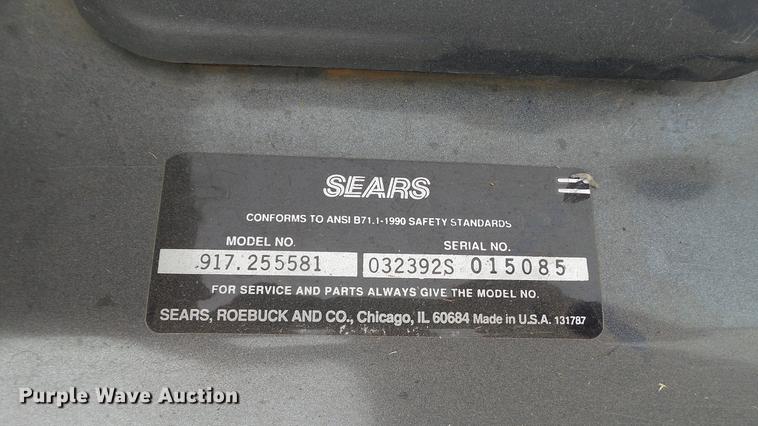 SEARS
CONFORMS TO ANSI B71.1-1990 SAFETY STANDARDS
MODEL NO. SERIAL NO.
917.255581 032392S 015085
FOR SERVICE AND PARTS ALWAYS GIVE THE MODEL NO.
SEARS, ROEBUCK AND CO., Chicago, IL 60684 Made in U.S.A. 131787
Purple Wave Auction